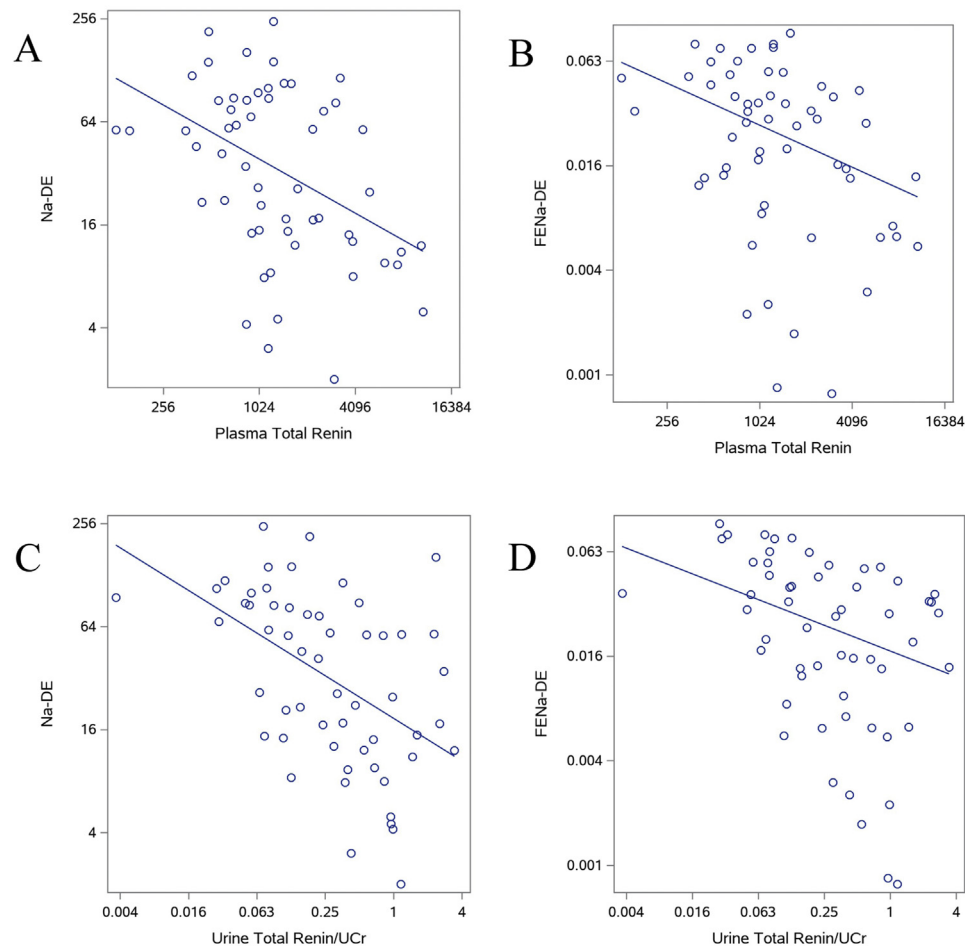 A
256
64
16
4
Na-DE
256 1024 4096 16384
Plasma Total Renin
B
0.063
0.016
0.004
0.001
FENa-DE
256 1024 4096 16384
Plasma Total Renin
C
256
64
16
4
Na-DE
0.004 0.016 0.063 0.25 1 4
Urine Total Renin/UCr
D
0.063
0.016
0.004
0.001
FENa-DE
0.004 0.016 0.063 0.25 1 4
Urine Total Renin/UCr